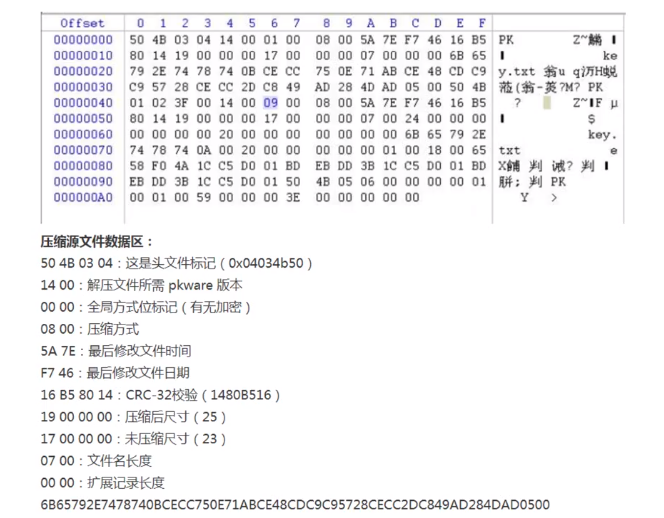 Offset 0 1 2 3 4 5 6 7 8 9 A B C D E F
00000000 50 4B 03 04 14 00 01 00 08 00 5A 7E F7 46 16 B5 PK Z~
00000010 80 14 19 00 00 00 17 00 00 00 07 00 00 00 6B 65 ke
00000020 79 2E 74 78 74 0B CE CC 75 0E 71 AB CE 48 CD C9 y.txt 翁u q
00000030 C9 57 28 CE CC 2D C8 49 AD 28 4D AD 05 00 50 4B ?M? PK
00000040 01 02 3F 00 14 00 09 00 08 00 5A 7E F7 46 16 B5 ? Z~ F µ
00000050 80 14 19 00 00 00 17 00 00 00 07 00 24 00 00 00 $
00000060 00 00 00 00 20 00 00 00 00 00 00 00 6B 65 79 2E key.
00000070 74 78 74 0A 00 20 00 00 00 00 00 01 00 18 00 65 txt e
00000080 58 F0 4A 1C C5 D0 01 BD EB DD 3B 1C C5 D0 01 BD X 判 诫? 判
00000090 EB DD 3B 1C C5 D0 01 50 4B 05 06 00 00 00 00 01 ; 判 PK
000000A0 00 01 00 59 00 00 00 3E 00 00 00 00 00 Y >
压缩源文件数据区：
50 4B 03 04：这是头文件标记（0x04034b50）
14 00：解压文件所需 pkware 版本
00 00：全局方式位标记（有无加密）
08 00：压缩方式
5A 7E：最后修改文件时间
F7 46：最后修改文件日期
16 B5 80 14：CRC-32校验（1480B516）
19 00 00 00：压缩后尺寸（25）
17 00 00 00：未压缩尺寸（23）
07 00：文件名长度
00 00：扩展记录长度
6B65792E7478740BCECC750E71ABCE48CDC9C95728CECC2DC849AD284DAD0500